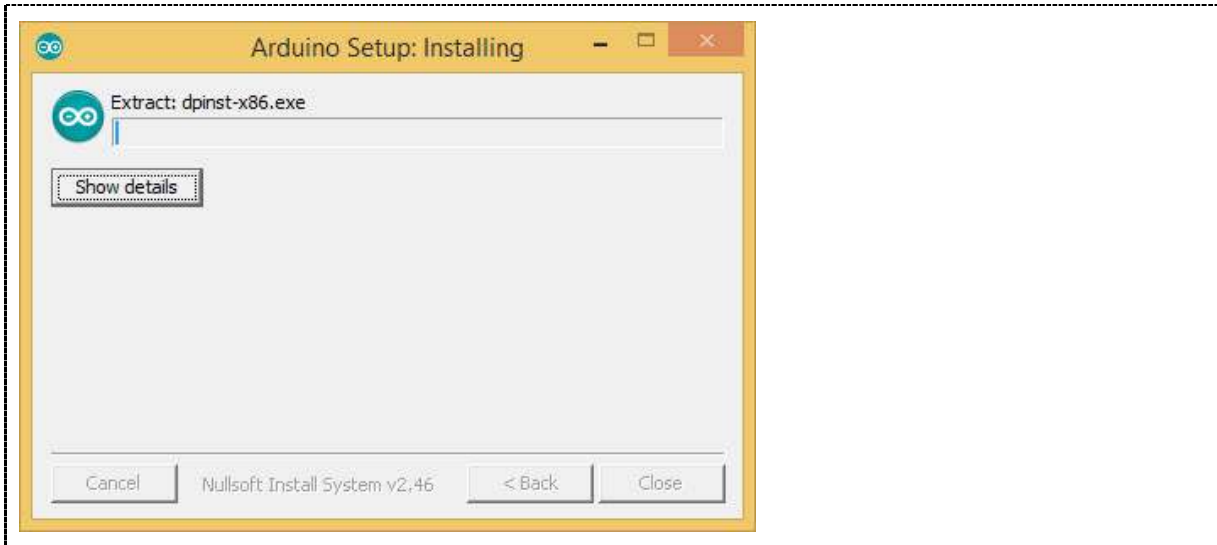 Arduino Setup: Installing
Extract: dpinst-x86.exe
Show details
Cancel Nullsoft Install System v2,46 < Back Close